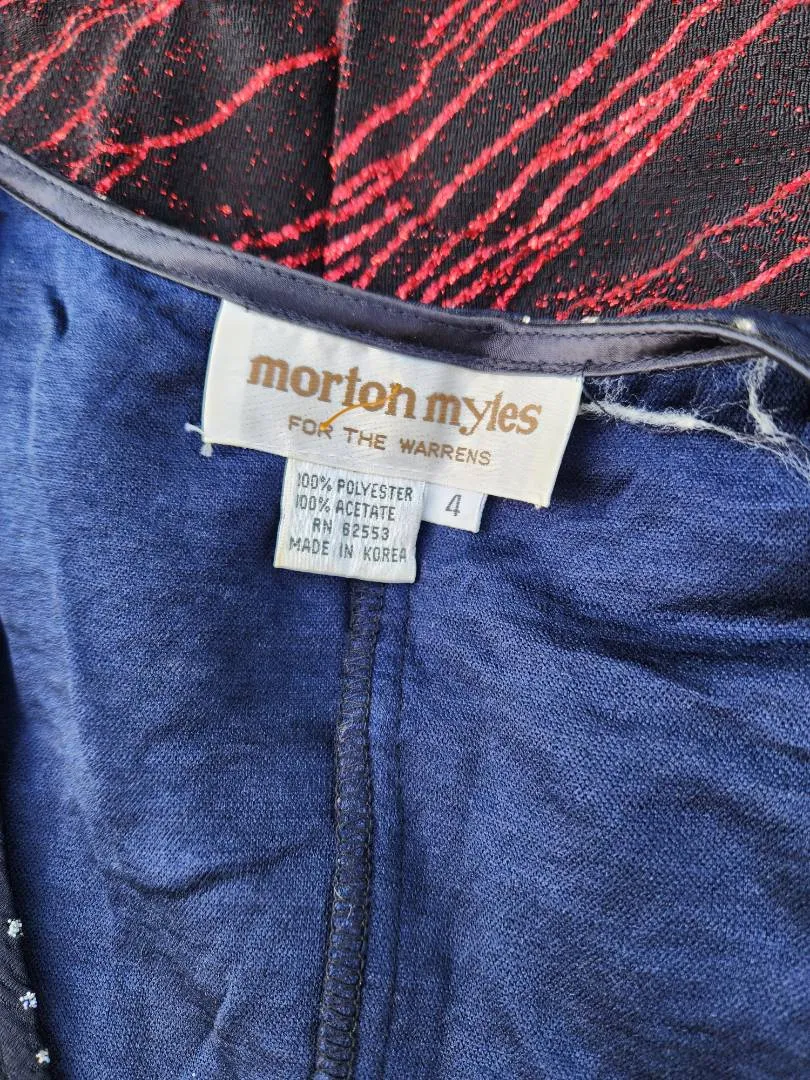 morton myles
FOR THE WARRENS
100% POLYESTER
100% ACETATE
RN 62553
MADE IN KOREA
4